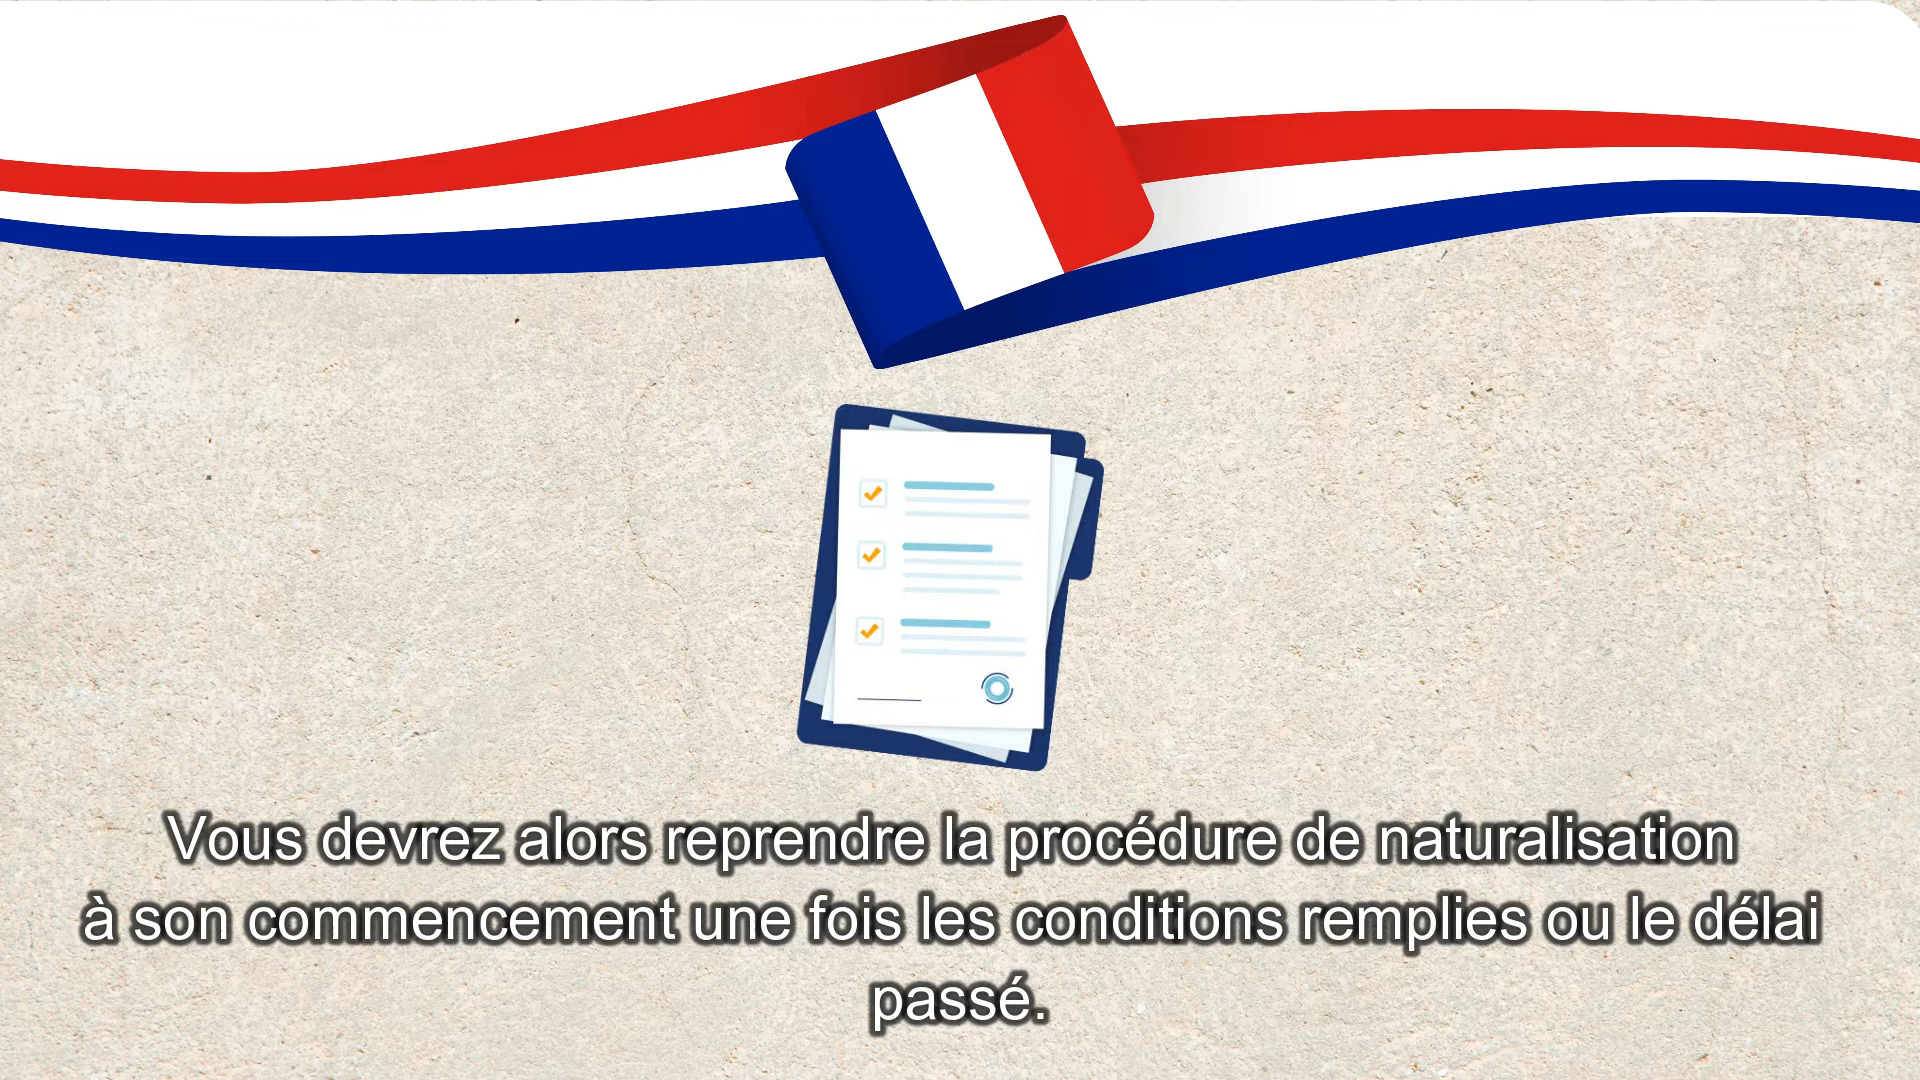 Vous devrez alors reprendre la procédure de naturalisation
à son commencement une fois les conditions remplies ou le délai
passé.